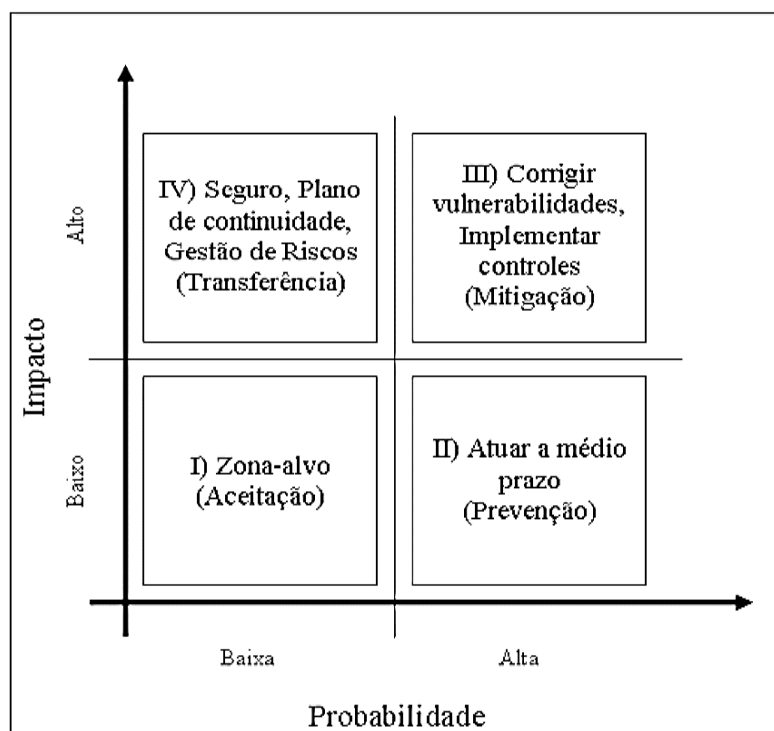 Impacto
Alto
Baixo
IV) Seguro, Plano
de continuidade,
Gestão de Riscos
(Transferência)
III) Corrigir
vulnerabilidades,
Implementar
controles
(Mitigação)
I) Zona-alvo
(Aceitação)
II) Atuar a médio
prazo
(Prevenção)
Baixa
Alta
Probabilidade